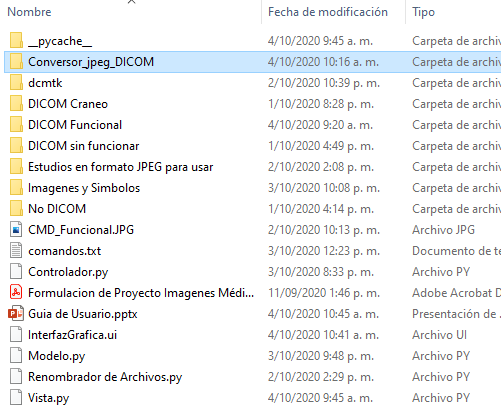 Nombre Fecha de modificación Tipo
__pycache__ 4/10/2020 9:45 a. m. Carpeta de archiv
Conversor_jpeg_DICOM 4/10/2020 10:16 a. m. Carpeta de archiv
dcmtk 2/10/2020 10:39 p. m. Carpeta de archiv
DICOM Craneo 1/10/2020 8:28 p. m. Carpeta de archiv
DICOM Funcional 4/10/2020 9:20 a. m. Carpeta de archiv
DICOM sin funcionar 1/10/2020 4:49 p. m. Carpeta de archiv
Estudios en formato JPEG para usar 2/10/2020 2:08 p. m. Carpeta de archiv
Imagenes y Simbolos 3/10/2020 10:08 p. m. Carpeta de archiv
No DICOM 1/10/2020 4:14 p. m. Carpeta de archiv
CMD_Funcional.JPG 2/10/2020 10:13 p. m. Archivo JPG
comandos.txt 3/10/2020 12:23 p. m. Documento de te
Controlador.py 3/10/2020 8:33 p. m. Archivo PY
Formulacion de Proyecto Imagenes Médi... 11/09/2020 1:46 p. m. Adobe Acrobat D
Guia de Usuario.pptx 4/10/2020 10:45 a. m. Presentación de
InterfazGrafica.ui 4/10/2020 10:41 a. m. Archivo UI
Modelo.py 3/10/2020 9:48 p. m. Archivo PY
Renombrador de Archivos.py 2/10/2020 2:29 p. m. Archivo PY
Vista.py 4/10/2020 9:45 a. m. Archivo PY